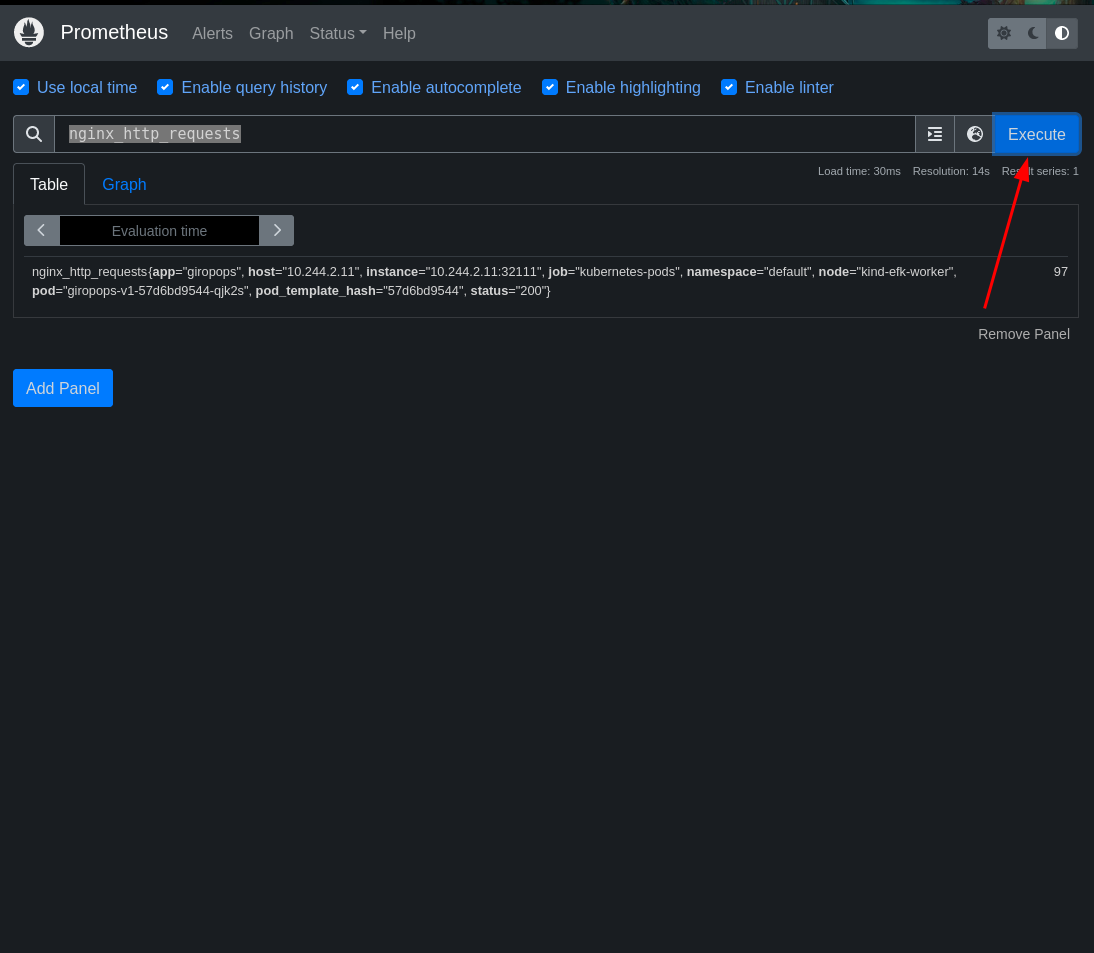 Prometheus Alerts Graph Status Help
Use local time Enable query history Enable autocomplete Enable highlighting Enable linter
nginx_http_requests Execute
Table Graph
Load time: 30ms Resolution: 14s Result series: 1
Evaluation time
nginx_http_requests{app="giropops", host="10.244.2.11", instance="10.244.2.11:32111", job="kubernetes-pods", namespace="default", node="kind-efk-worker", 97
pod="giropops-v1-57d6bd9544-qjk2s", pod_template_hash="57d6bd9544", status="200"}
Remove Panel
Add Panel